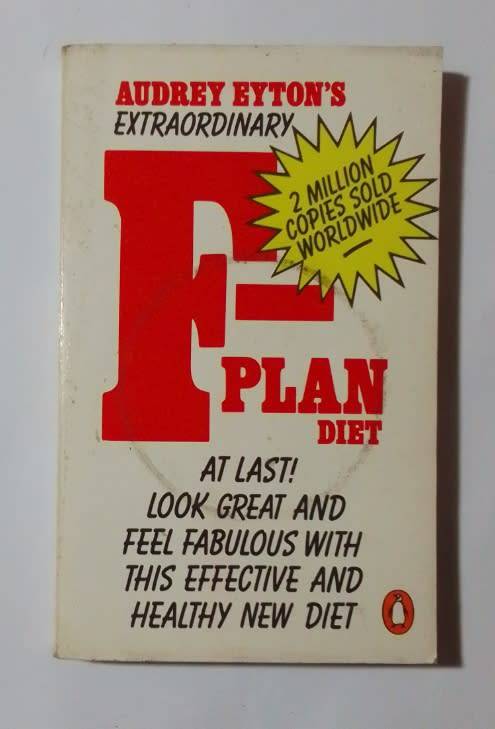 AUDREY EYTON'S
EXTRAORDINARY
F-
PLAN
DIET
2 MILLION
COPIES SOLD
WORLDWIDE
AT LAST!
LOOK GREAT AND
FEEL FABULOUS WITH
THIS EFFECTIVE AND
HEALTHY NEW DIET